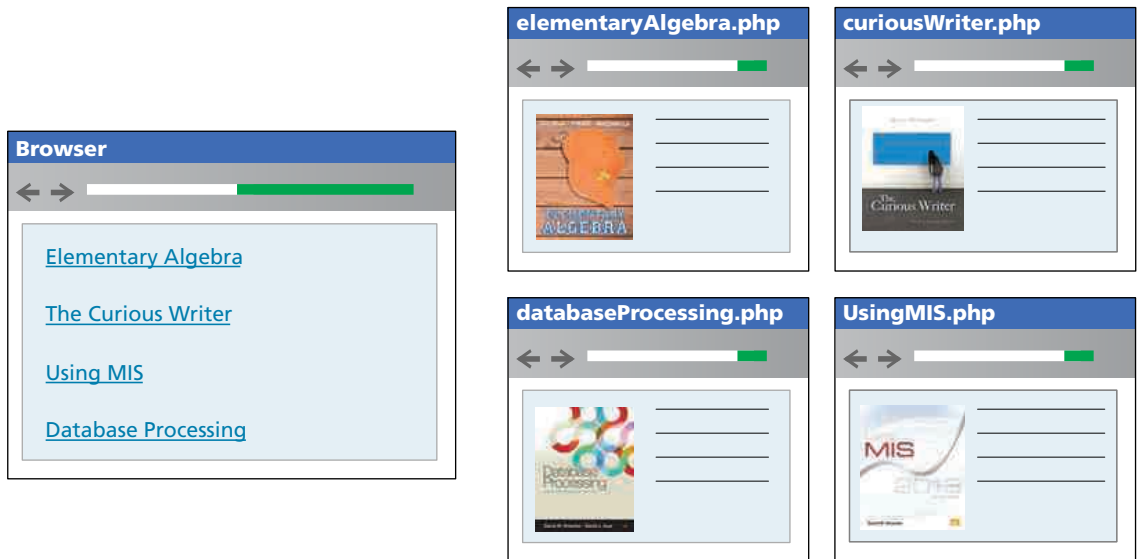 Browser
Elementary Algebra
The Curious Writer
Using MIS
Database Processing
elementaryAlgebra.php
ALGEBRA
curiousWriter.php
The
Curious Writer
databaseProcessing.php
Database
Processing
UsingMIS.php
MIS
2013